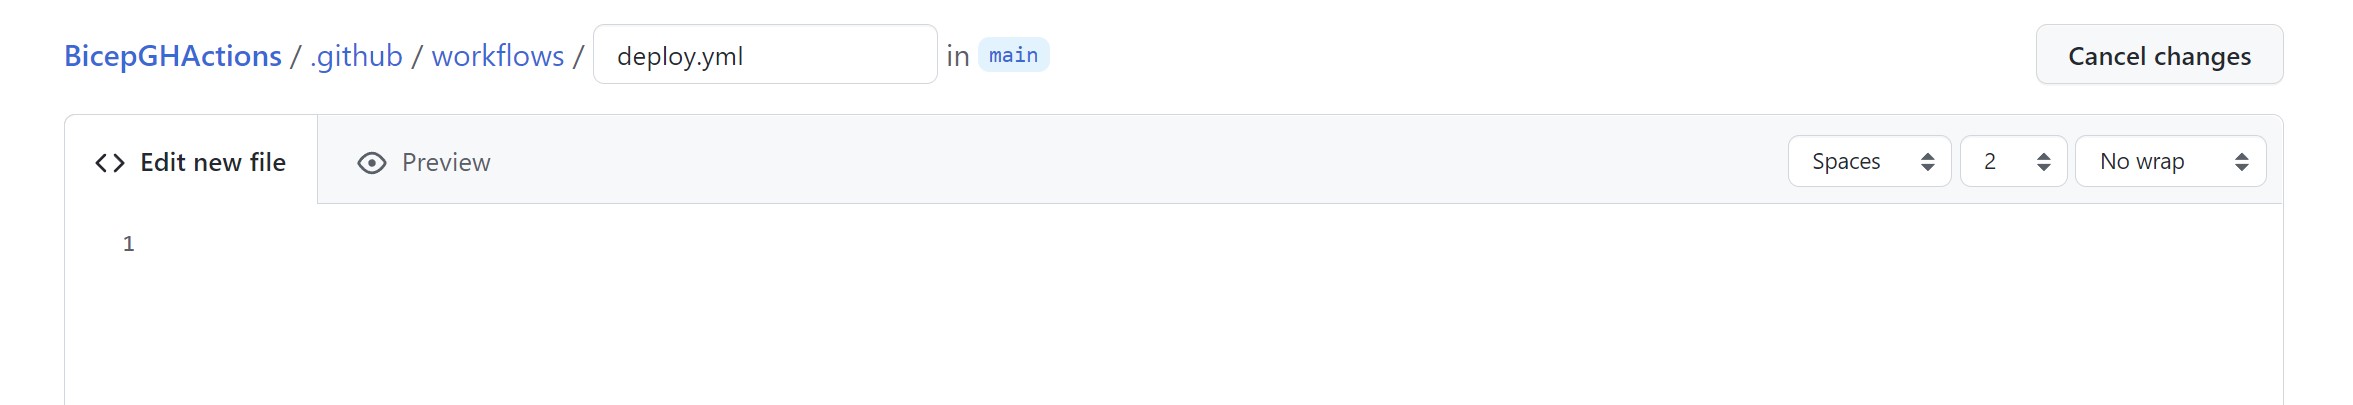 BicepGHActions / .github / workflows / deploy.yml in main Cancel changes
<> Edit new file Preview Spaces 2 No wrap
1